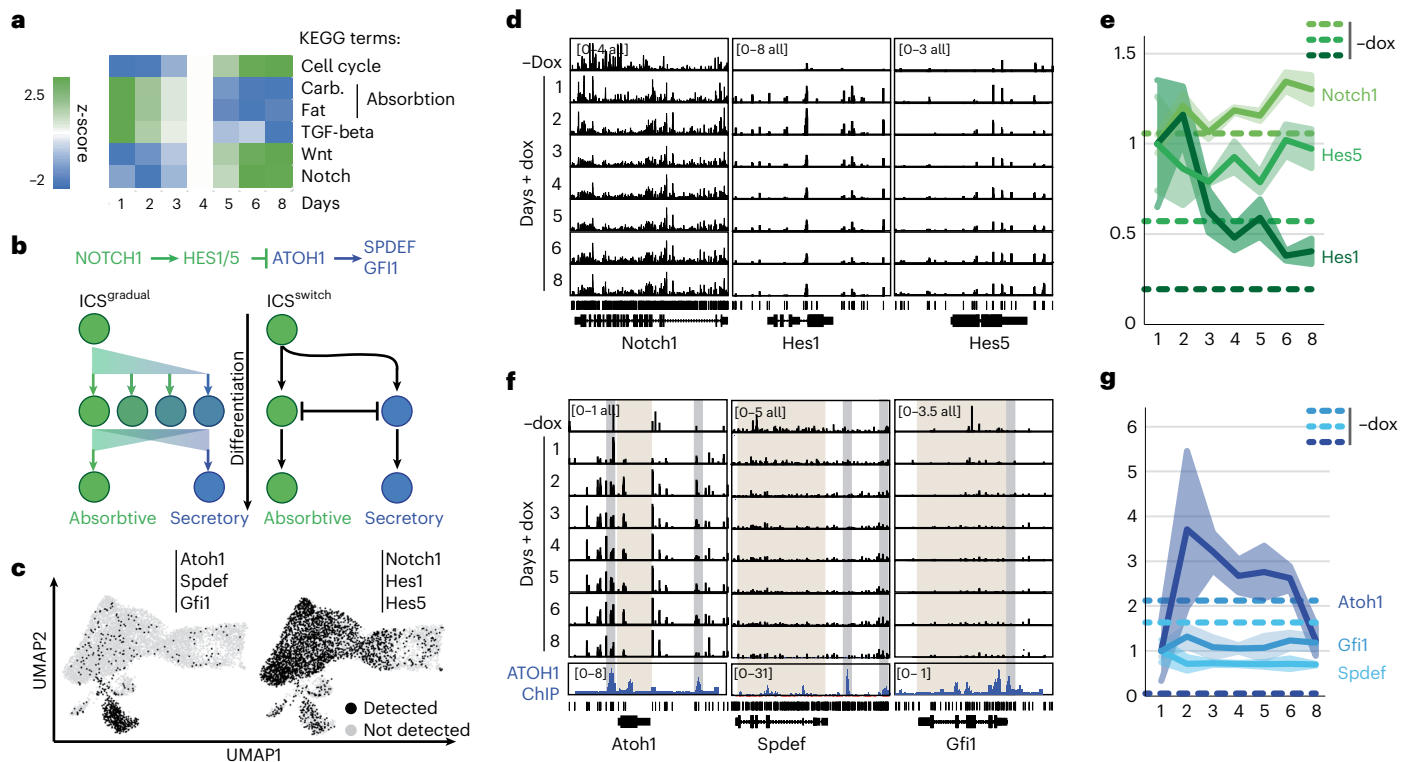 a
KEGG terms:
Cell cycle
Carb.
Fat
Absorbtion
TGF-beta
Wnt
Notch
2.5
z-score
–2
1 2 3 4 5 6 8 Days
b
NOTCH1 HES1/5 ATOH1 SPDEF
GFI1
ICSgradual ICSswitch
Differentiation
Absorbtive Secretory Absorbtive Secretory
c
Atoh1
Spdef
Gfi1
Notch1
Hes1
Hes5
UMAP2
Detected
Not detected
UMAP1
d
[0–4 all] [0–8 all] [0–3 all]
–Dox
1
2
3
4
5
6
8
Days + dox
Notch1 Hes1 Hes5
e
–dox
1.5
1
0.5
0
Notch1
Hes5
Hes1
1 2 3 4 5 6 8
f
[0–1 all] [0–5 all] [0–3.5 all]
–dox
1
2
3
4
5
6
8
Days + dox
ATOH1
ChIP
[0–8] [0–31] [0– 1]
Atoh1 Spdef Gfi1
g
–dox
6
5
4
3
2
1
0
Atoh1
Gfi1
Spdef
1 2 3 4 5 6 8